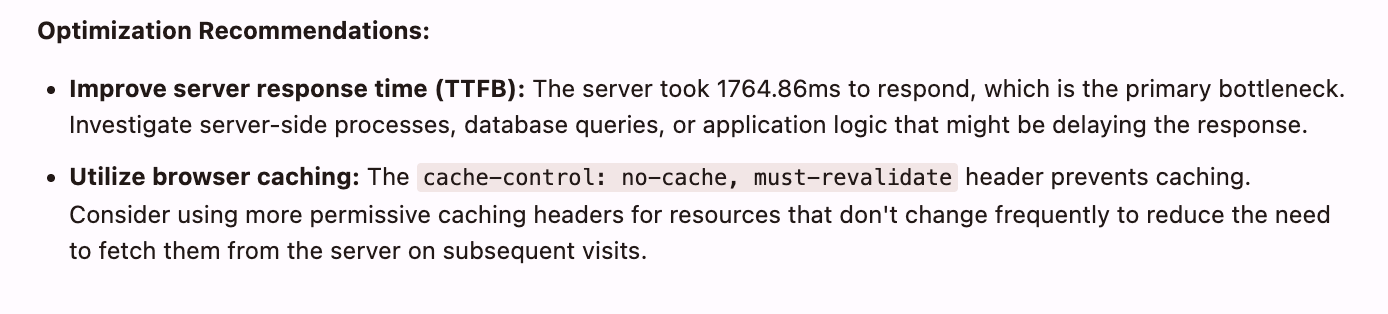 Optimization Recommendations:
• Improve server response time (TTFB): The server took 1764.86ms to respond, which is the primary bottleneck.
Investigate server-side processes, database queries, or application logic that might be delaying the response.
• Utilize browser caching: The cache-control: no-cache, must-revalidate header prevents caching.
Consider using more permissive caching headers for resources that don't change frequently to reduce the need
to fetch them from the server on subsequent visits.